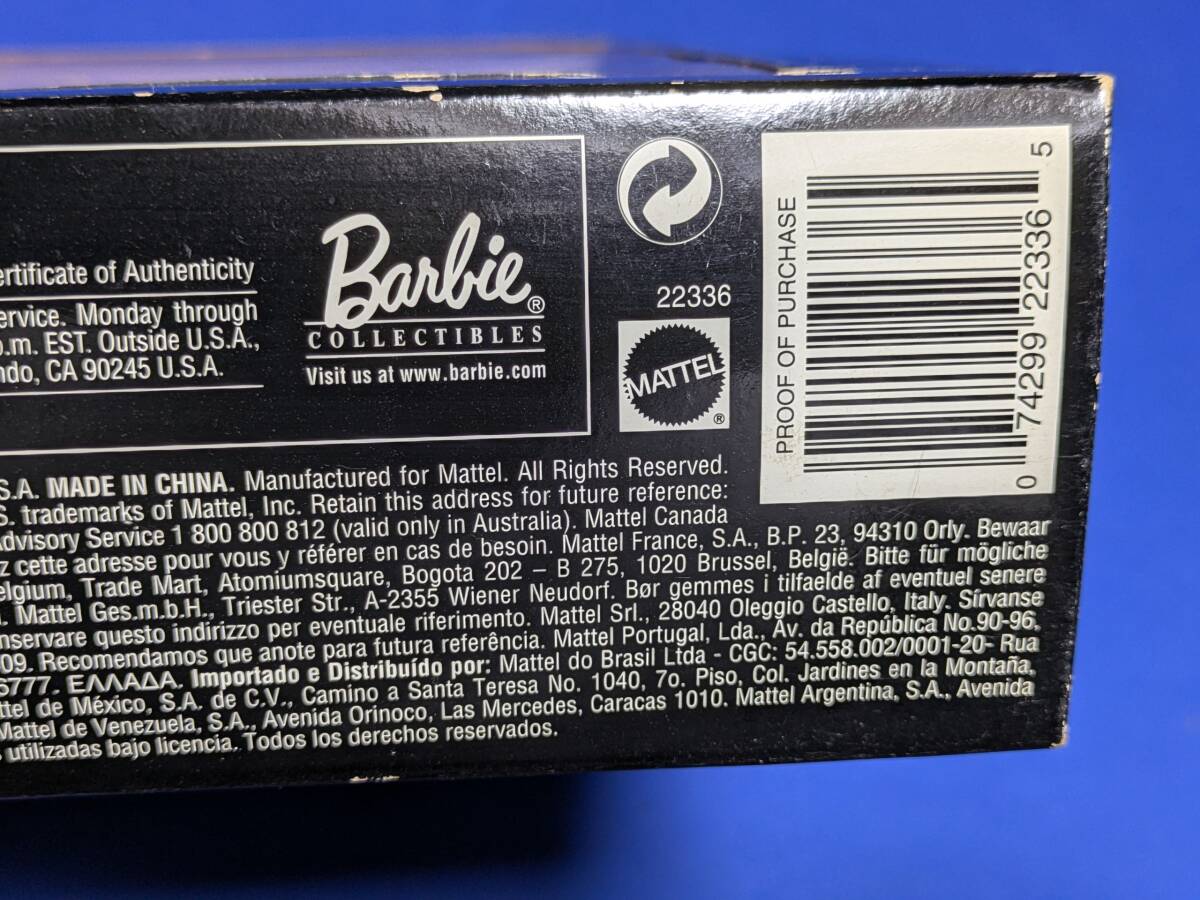 ertificate of Authenticity
ervice. Monday through
p.m. EST. Outside U.S.A.,
ndo, CA 90245 U.S.A.
Barbie®
COLLECTIBLES
Visit us at www.barbie.com
22336
MATTEL
®
PROOF OF PURCHASE
0 74299 22336 5
S.A. MADE IN CHINA. Manufactured for Mattel. All Rights Reserved.
S. trademarks of Mattel, Inc. Retain this address for future reference:
dvisory Service 1 800 800 812 (valid only in Australia). Mattel Canada
z cette adresse pour vous y référer en cas de besoin. Mattel France, S.A., B.P. 23, 94310 Orly. Bewaar
elgium, Trade Mart, Atomiumsquare, Bogota 202 – B 275, 1020 Brussel, België. Bitte für mögliche
. Mattel Ges.m.b.H., Triester Str., A-2355 Wiener Neudorf. Bør gemmes i tilfaelde af eventuel senere
nservare questo indirizzo per eventuale riferimento. Mattel Srl., 28040 Oleggio Castello, Italy. Sírvanse
09. Recomendamos que anote para futura referência. Mattel Portugal, Lda., Av. da República No.90-96,
6777. ΕΛΛΑΔΑ. Importado e Distribuído por: Mattel do Brasil Ltda - CGC: 54.558.002/0001-20- Rua
ttel de México, S.A. de C.V., Camino a Santa Teresa No. 1040, 7o. Piso, Col. Jardines en la Montaña,
Mattel de Venezuela, S.A., Avenida Orinoco, Las Mercedes, Caracas 1010. Mattel Argentina, S.A., Avenida
utilizadas bajo licencia. Todos los derechos reservados.